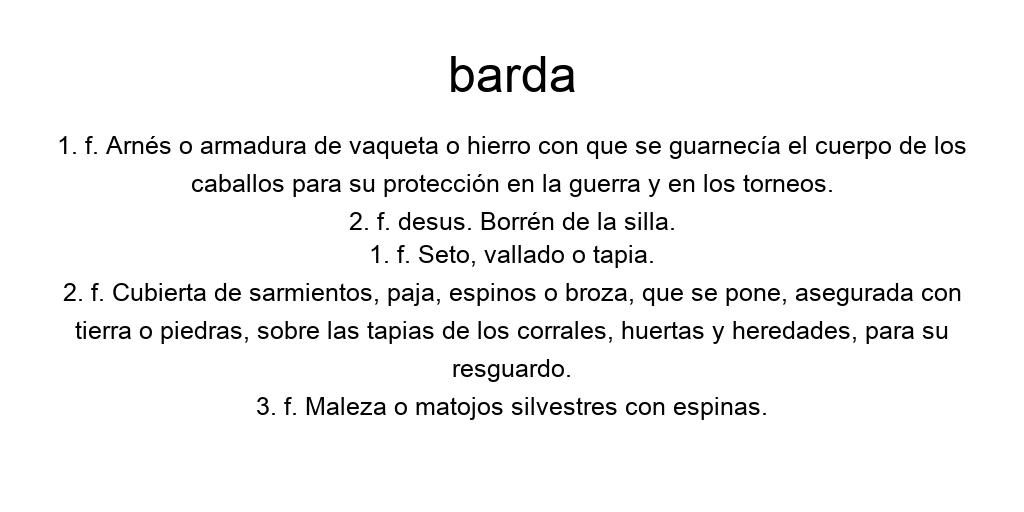 barda
1. f. Arnés o armadura de vaqueta o hierro con que se guarnecía el cuerpo de los
caballos para su protección en la guerra y en los torneos.
2. f. desus. Borrén de la silla.
1. f. Seto, vallado o tapia.
2. f. Cubierta de sarmientos, paja, espinos o broza, que se pone, asegurada con
tierra o piedras, sobre las tapias de los corrales, huertas y heredades, para su
resguardo.
3. f. Maleza o matojos silvestres con espinas.